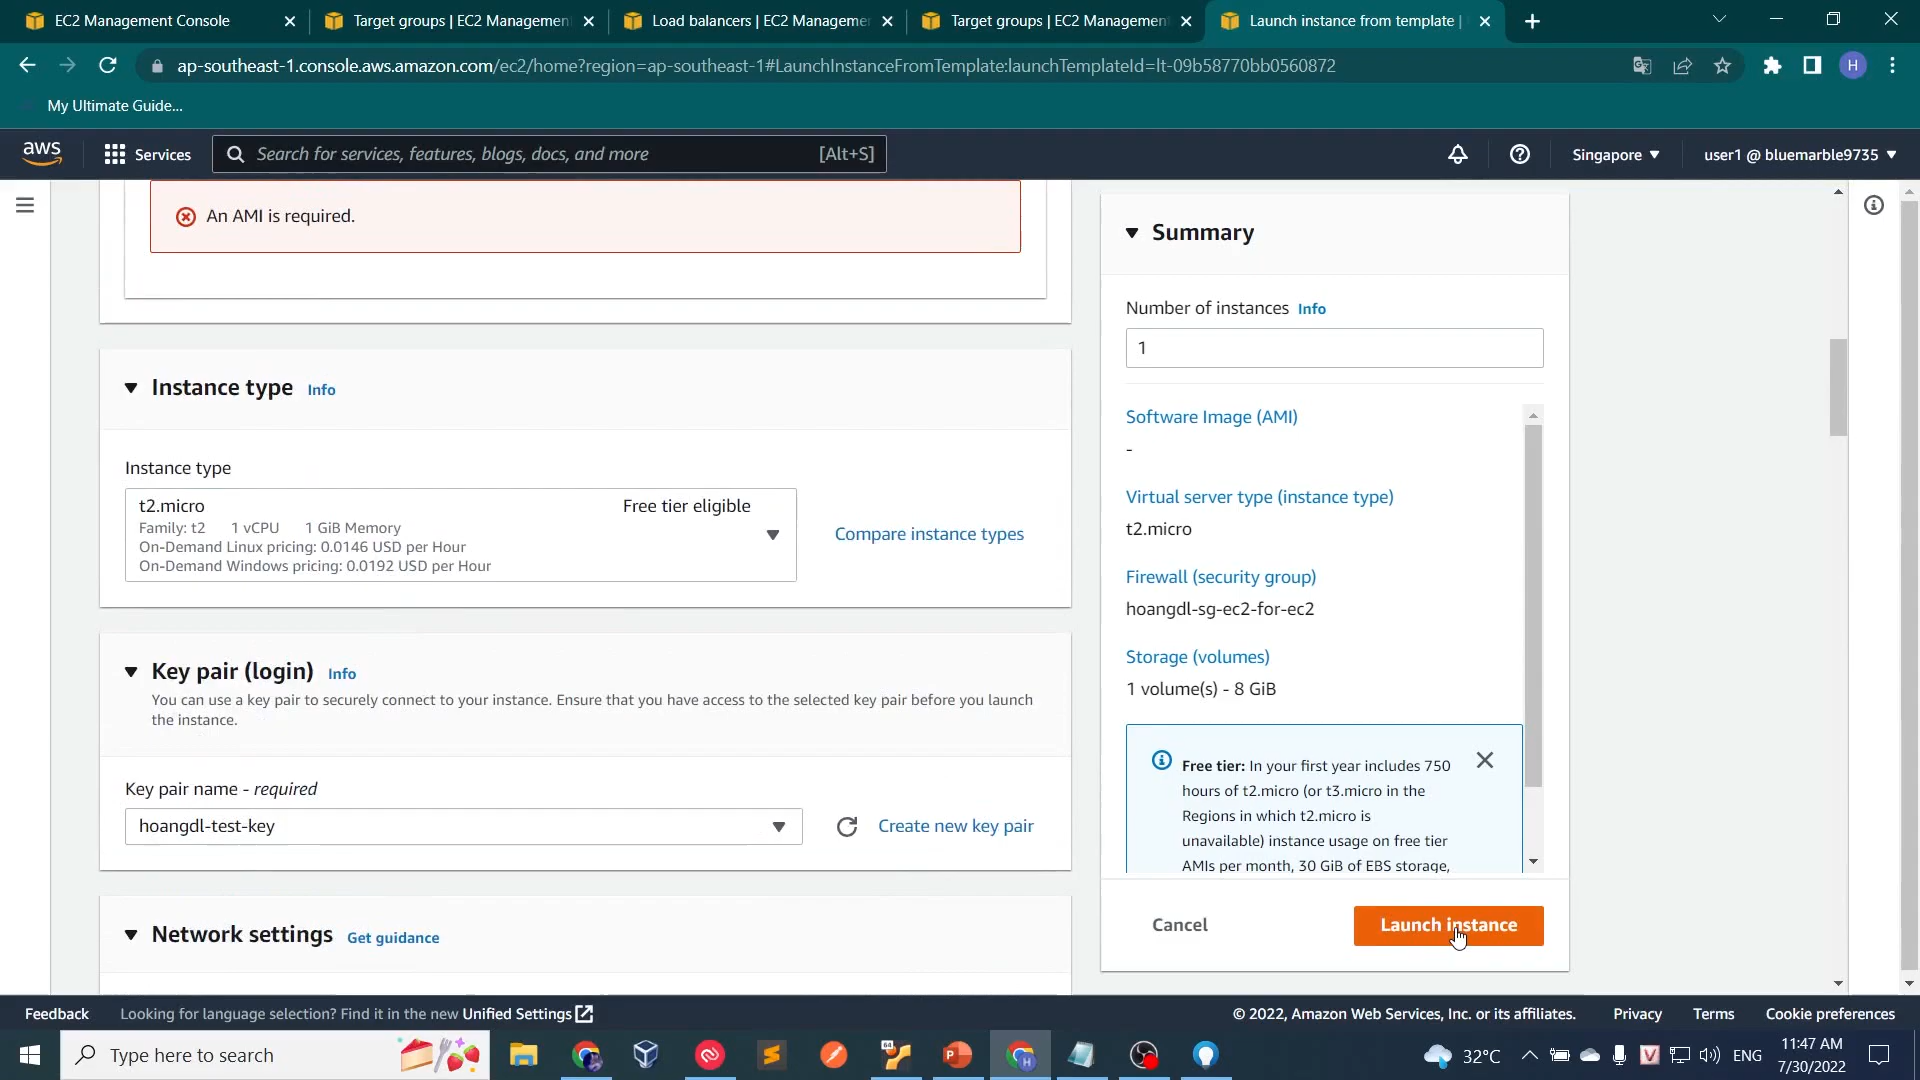 EC2 Management Console
Target groups | EC2 Management
Load balancers | EC2 Manageme
Target groups | EC2 Management
Launch instance from template |
ap-southeast-1.console.aws.amazon.com/ec2/home?region=ap-southeast-1#LaunchInstanceFromTemplate:launchTemplateId=lt-09b58770bb0560872
H
My Ultimate Guide...
aws
Services
Search for services, features, blogs, docs, and more
[Alt+S]
Singapore
user1 @ bluemarble9735
An AMI is required.
Instance type Info
Instance type
t2.micro
Free tier eligible
Family: t2 1 vCPU 1 GiB Memory
On-Demand Linux pricing: 0.0146 USD per Hour
On-Demand Windows pricing: 0.0192 USD per Hour
Compare instance types
Key pair (login) Info
You can use a key pair to securely connect to your instance. Ensure that you have access to the selected key pair before you launch
the instance.
Key pair name - required
hoangdl-test-key
Create new key pair
Network settings Get guidance
Summary
Number of instances Info
1
Software Image (AMI)
-
Virtual server type (instance type)
t2.micro
Firewall (security group)
hoangdl-sg-ec2-for-ec2
Storage (volumes)
1 volume(s) - 8 GiB
Free tier: In your first year includes 750
hours of t2.micro (or t3.micro in the
Regions in which t2.micro is
unavailable) instance usage on free tier
AMIs per month, 30 GiB of EBS storage,
Cancel
Launch instance
Feedback
Looking for language selection? Find it in the new Unified Settings
© 2022, Amazon Web Services, Inc. or its affiliates.
Privacy
Terms
Cookie preferences
Type here to search
64
32°C
V
ENG
11:47 AM
7/30/2022